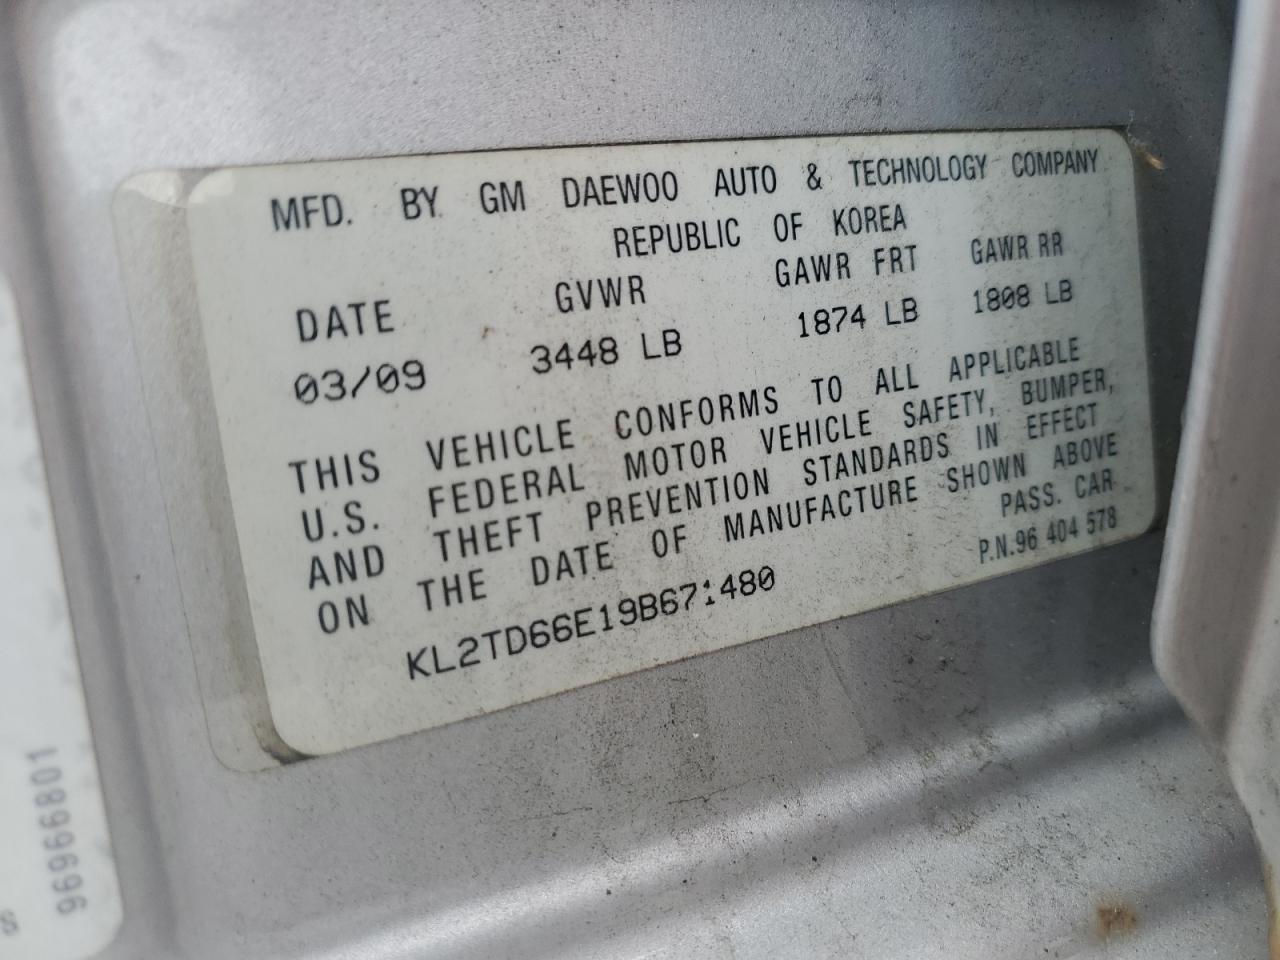 MFD. BY GM DAEWOO AUTO & TECHNOLOGY COMPANY
REPUBLIC OF KOREA
DATE GVWR GAWR FRT GAWR RR
03/09 3448 LB 1874 LB 1808 LB
THIS VEHICLE CONFORMS TO ALL APPLICABLE
U.S. FEDERAL MOTOR VEHICLE SAFETY, BUMPER,
AND THEFT PREVENTION STANDARDS IN EFFECT
ON THE DATE OF MANUFACTURE SHOWN ABOVE
PASS. CAR
KL2TD66E19B671480
P.N.96 404 578
96966801